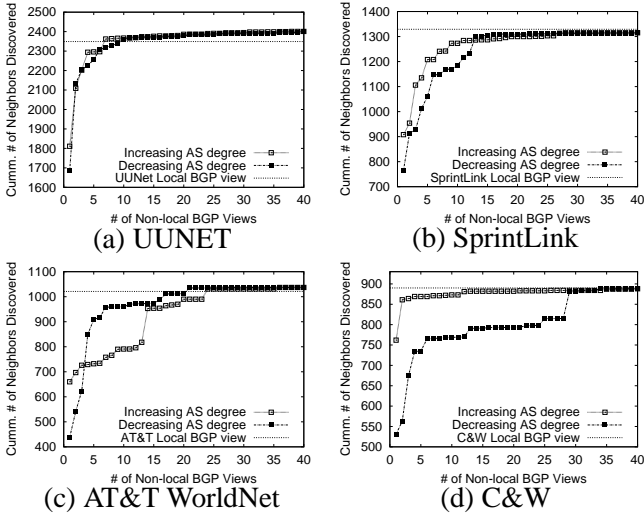 Cumm. # of Neighbors Discovered
2500
2400
2300
2200
2100
2000
1900
1800
1700
1600
Increasing AS degree
Decreasing AS degree
UUNet Local BGP view
0 5 10 15 20 25 30 35 40
# of Non-local BGP Views
(a) UUNET
Cumm. # of Neighbors Discovered
1400
1300
1200
1100
1000
900
800
700
Increasing AS degree
Decreasing AS degree
SprintLink Local BGP view
0 5 10 15 20 25 30 35 40
# of Non-local BGP Views
(b) SprintLink
Cumm. # of Neighbors Discovered
1100
1000
900
800
700
600
500
400
Increasing AS degree
Decreasing AS degree
AT&T Local BGP view
0 5 10 15 20 25 30 35 40
# of Non-local BGP Views
(c) AT&T WorldNet
Cumm. # of Neighbors Discovered
900
850
800
750
700
650
600
550
500
Increasing AS degree
Decreasing AS degree
C&W Local BGP view
0 5 10 15 20 25 30 35 40
# of Non-local BGP Views
(d) C&W